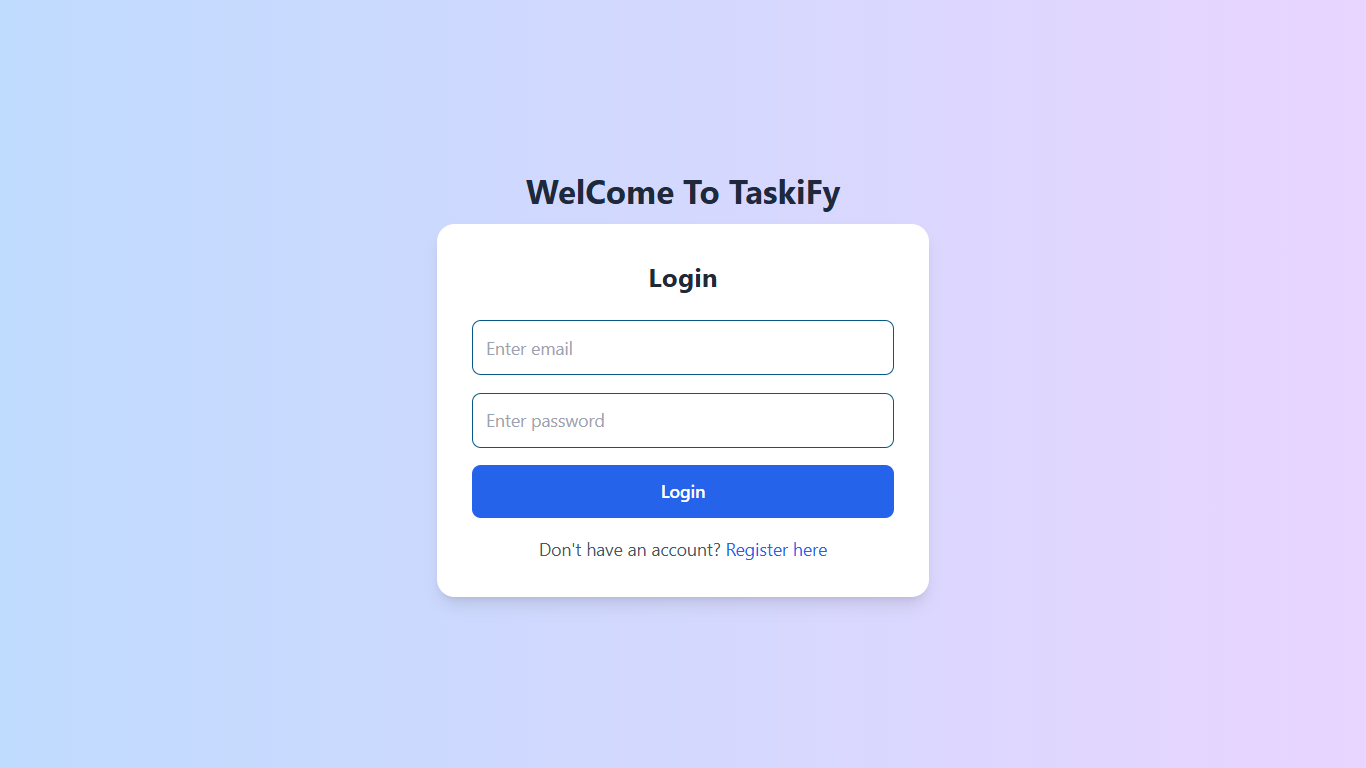 WelCome To TaskiFy
Login
Enter email
Enter password
Login
Don't have an account? Register here